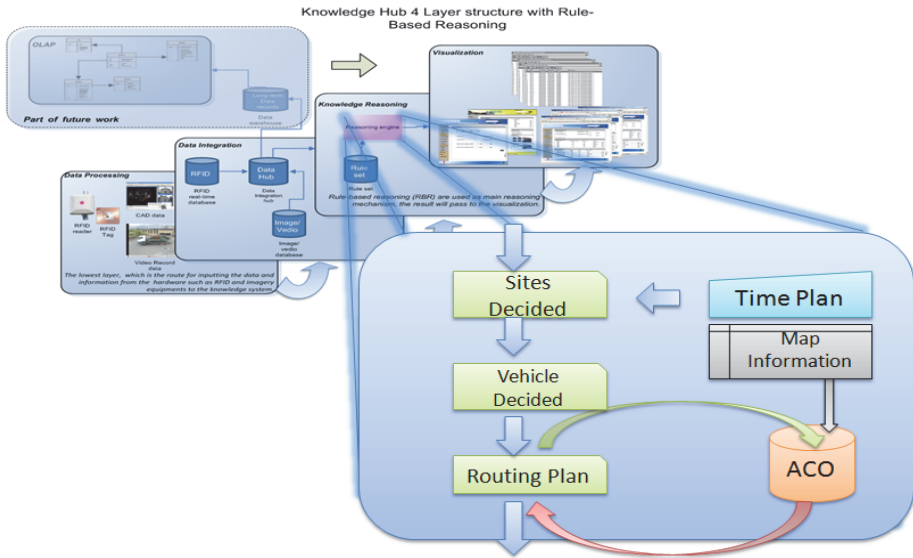 Knowledge Hub 4 Layer structure with Rule-
Based Reasoning
OLAP
Long-term
Data
records
Data
warehouse
Part of future work
Visualization
Knowledge Reasoning
Reasoning engine
Rule
set
Rule set
Rule-based reasoning (RBR) are used as main reasoning
mechanism, the result will pass to the visualization.
Data Integration
RFID
RFID
real-time
database
Data
Hub
Data
Integration
hub
Image/
Vedio
Image/
vedio database
Data Processing
RFID
reader
RFID
Tag
CAD data
Video Record
data
The lowest layer, which is the route for inputting the data and
information from the hardware such as RFID and imagery
equipments to the knowledge system.
Sites
Decided
Time Plan
Map
Information
Vehicle
Decided
Routing Plan
ACO